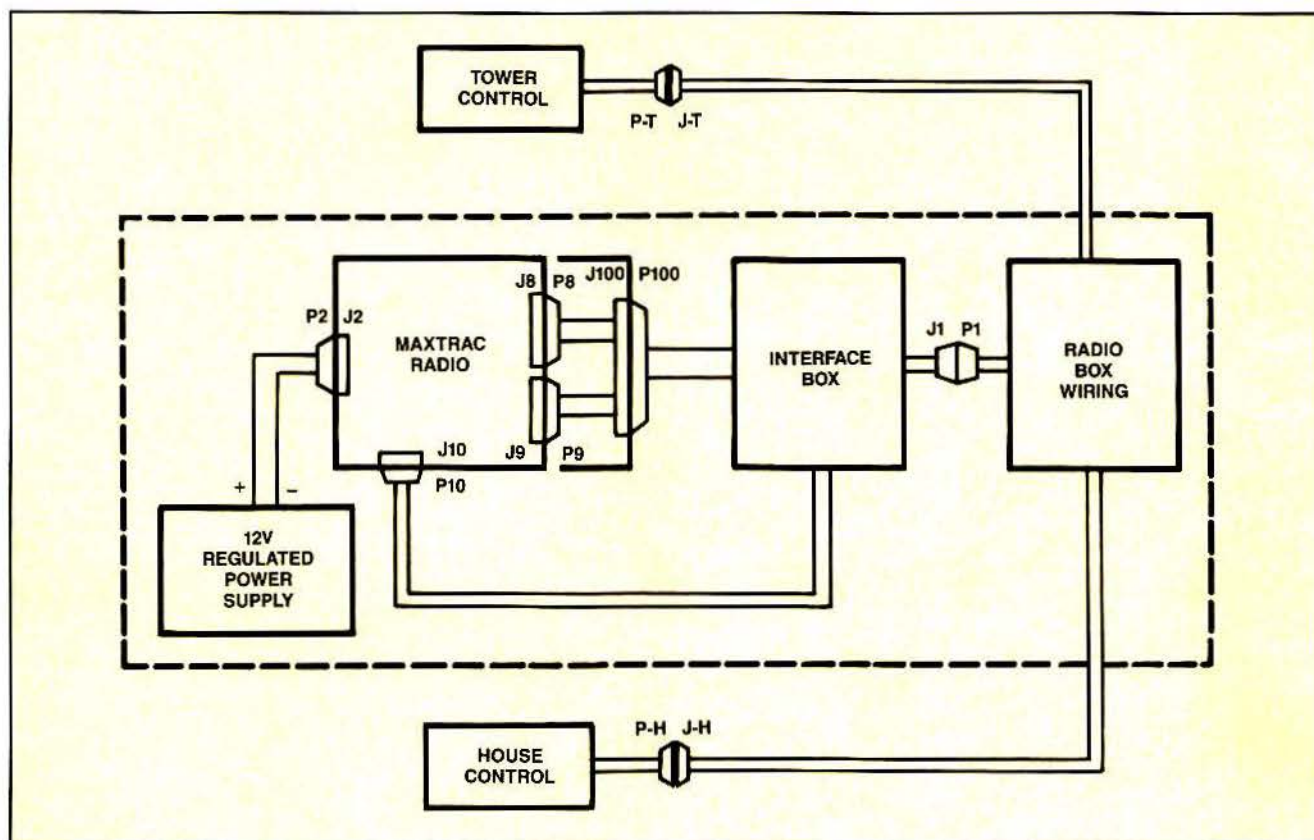 TOWER
CONTROL
P-T J-T
P2 J2
MAXTRAC
RADIO
J8 P8
J100 P100
J9 P9
J10
P10
INTERFACE
BOX
J1 P1
RADIO
BOX
WIRING
+ −
12V
REGULATED
POWER
SUPPLY
P-H J-H
HOUSE
CONTROL